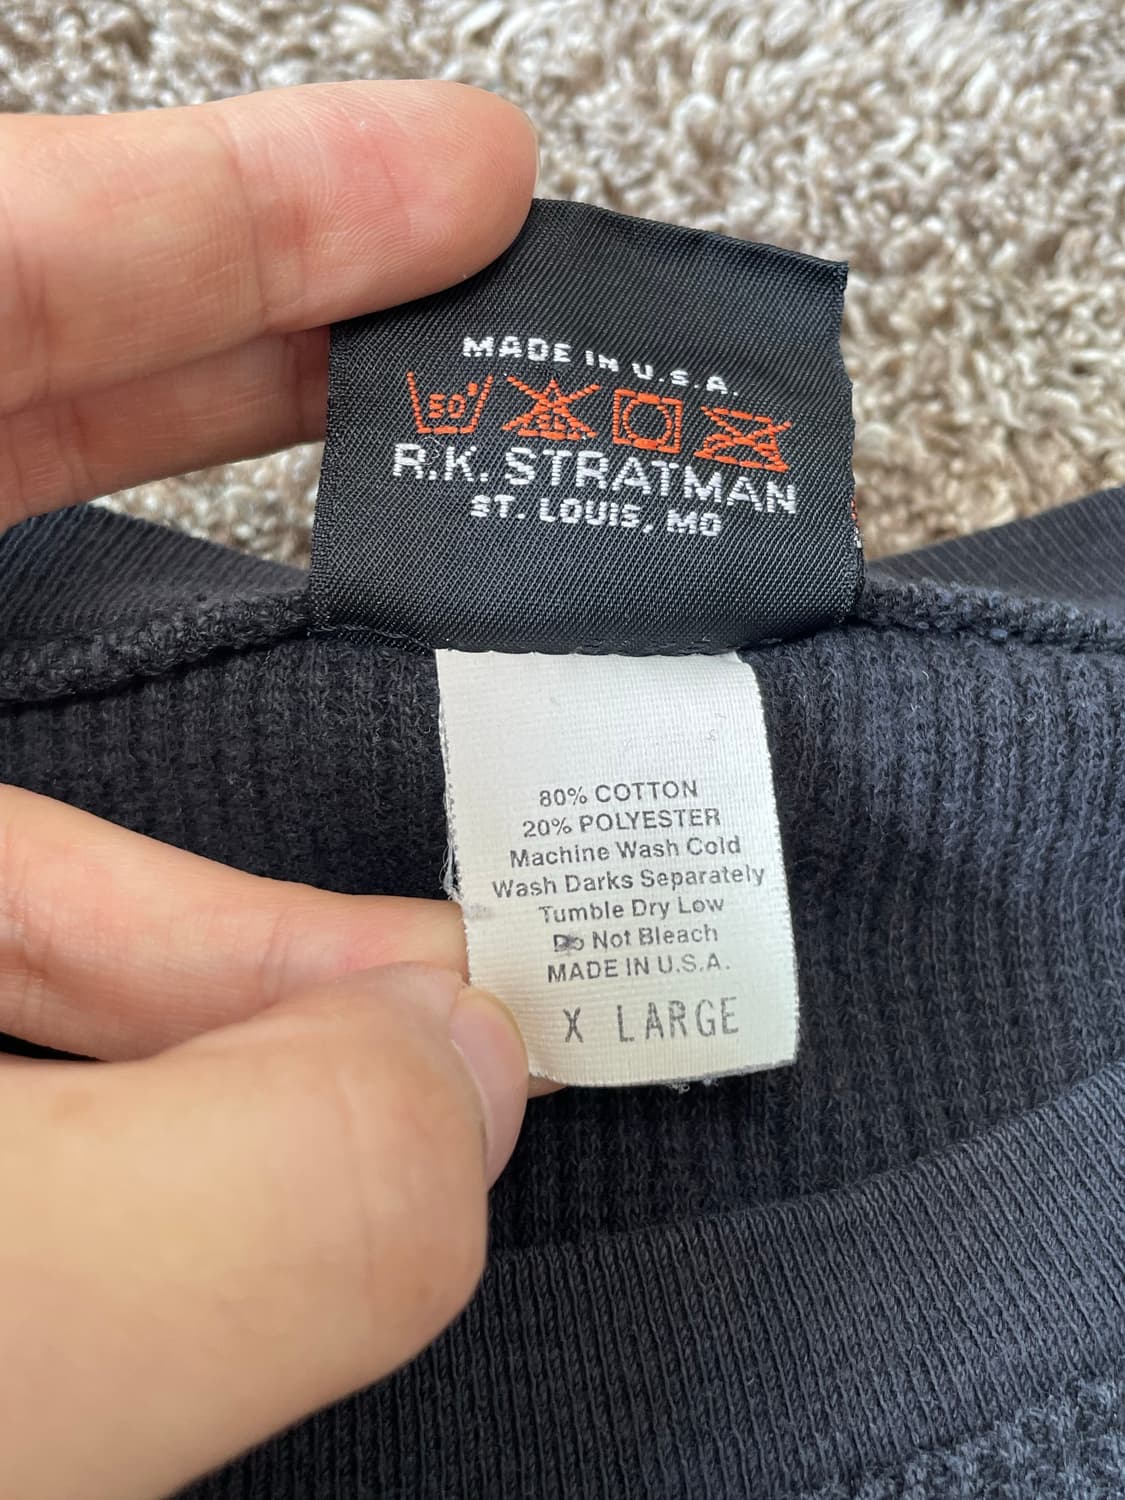 MADE IN U.S.A.
50°
R.K. STRATMAN
ST. LOUIS, MO
80% COTTON
20% POLYESTER
Machine Wash Cold
Wash Darks Separately
Tumble Dry Low
Do Not Bleach
MADE IN U.S.A.
X LARGE